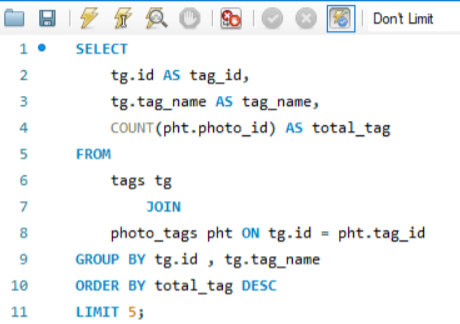 Don't Limit
1 SELECT
2 tg.id AS tag_id,
3 tg.tag_name AS tag_name,
4 COUNT(pht.photo_id) AS total_tag
5 FROM
6 tags tg
7 JOIN
8 photo_tags pht ON tg.id = pht.tag_id
9 GROUP BY tg.id , tg.tag_name
10 ORDER BY total_tag DESC
11 LIMIT 5;